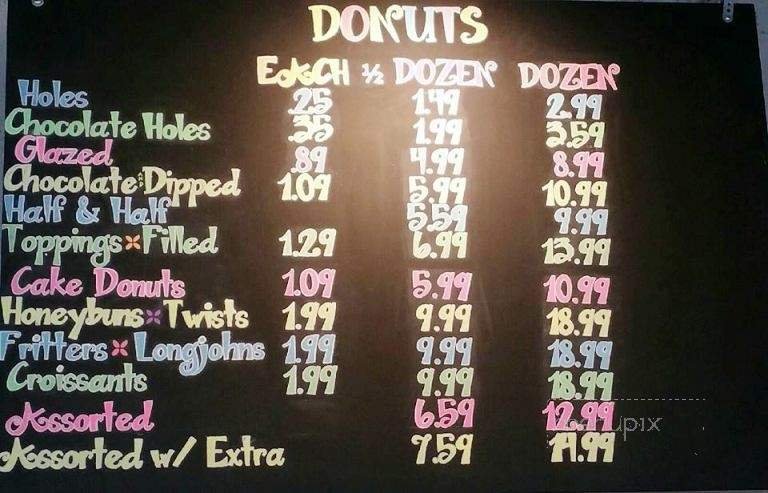 DONUTS
EACH ½ DOZEN DOZEN
Holes .25 1.49 2.99
Chocolate Holes .35 1.99 3.59
Glazed .89 4.99 8.99
Chocolate Dipped 1.09 5.99 10.99
Half & Half 5.59 9.99
Toppings × Filled 1.29 6.99 13.99
Cake Donuts 1.09 5.99 10.99
Honeybuns × Twists 1.99 9.99 18.99
Fritters × Longjohns 1.99 9.99 18.99
Croissants 1.99 9.99 18.99
Assorted 6.59 12.99
Assorted w/ Extra 7.59 14.99